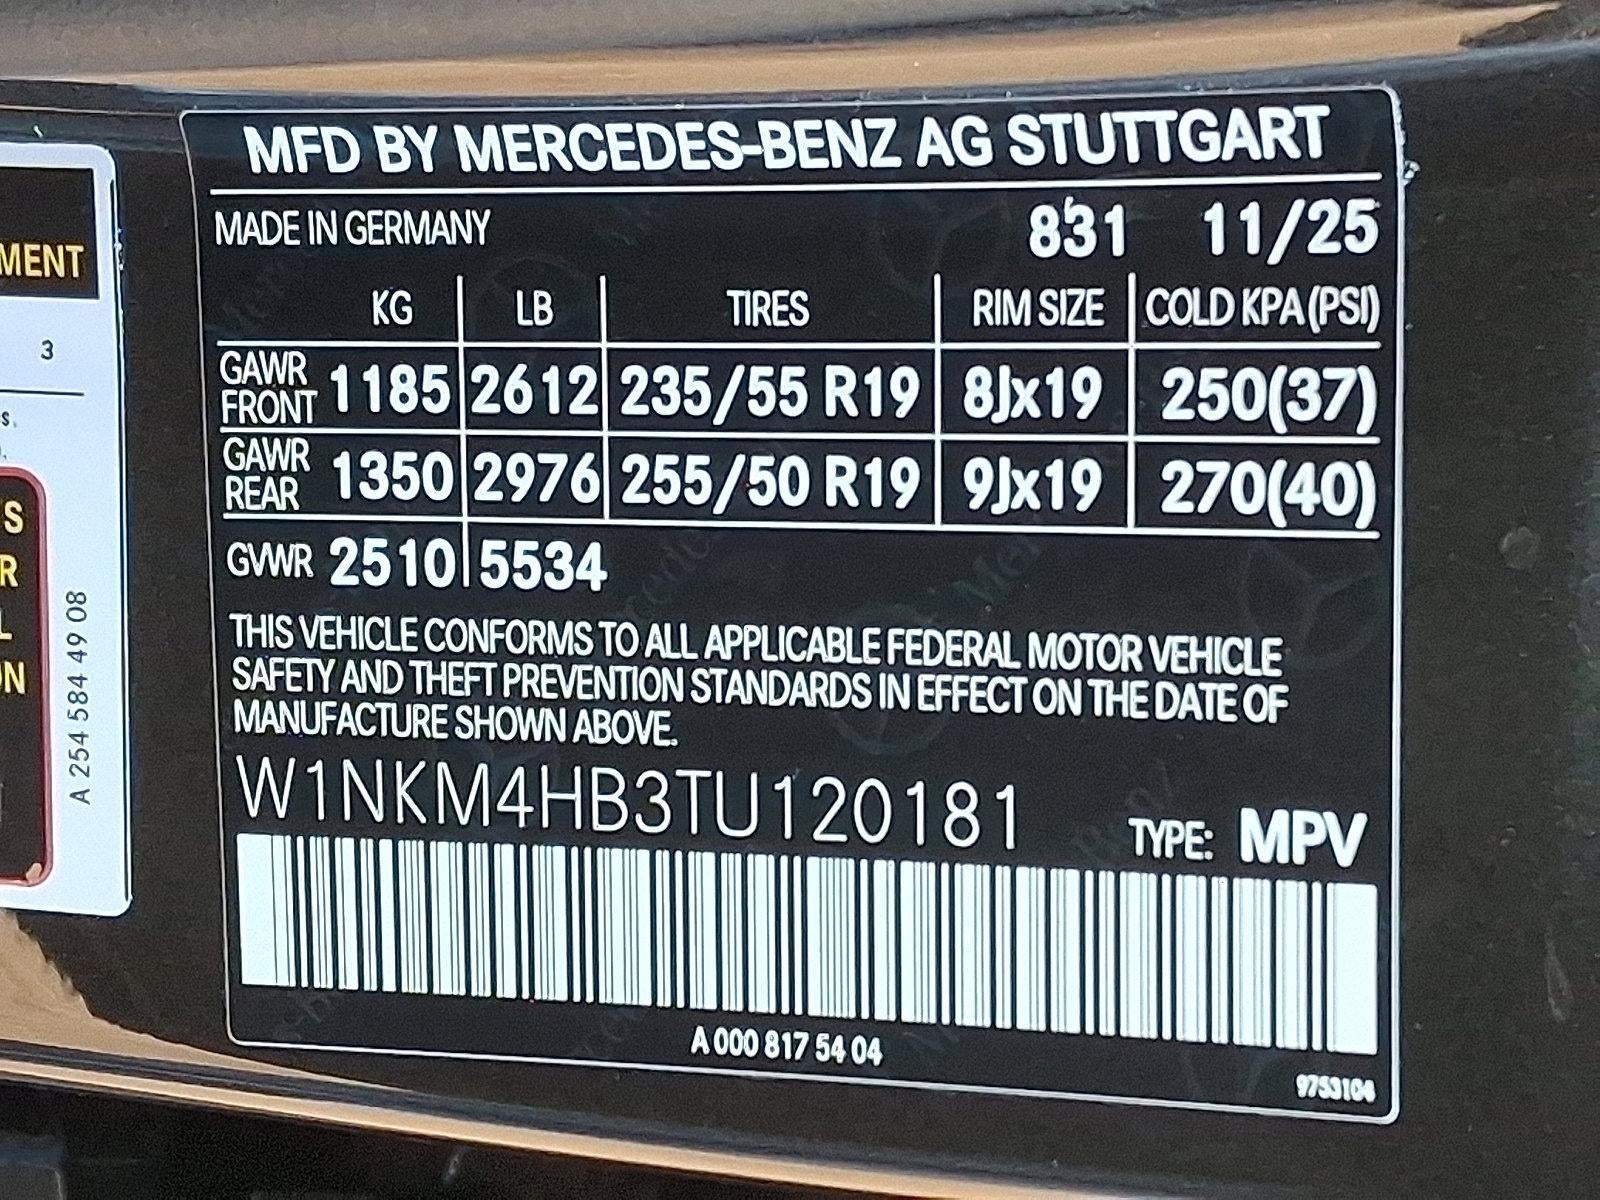 MENT
3
s.
S
R
L
ON
A 254 584 49 08
MFD BY MERCEDES-BENZ AG STUTTGART
MADE IN GERMANY 831 11/25
KG LB TIRES RIM SIZE COLD KPA(PSI)
GAWR FRONT 1185 2612 235/55 R19 8Jx19 250(37)
GAWR REAR 1350 2976 255/50 R19 9Jx19 270(40)
GVWR 2510 5534
THIS VEHICLE CONFORMS TO ALL APPLICABLE FEDERAL MOTOR VEHICLE
SAFETY AND THEFT PREVENTION STANDARDS IN EFFECT ON THE DATE OF
MANUFACTURE SHOWN ABOVE.
W1NKM4HB3TU120181 TYPE: MPV
A 000 817 54 04
9753104